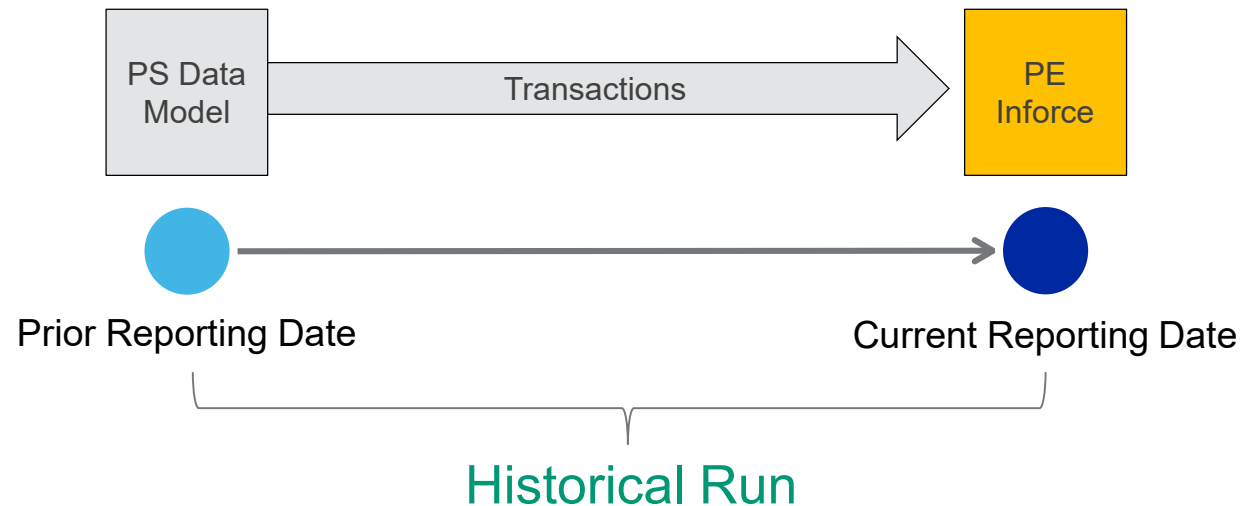 PS Data
Model
Transactions
PE
Inforce
Prior Reporting Date
Current Reporting Date
Historical Run